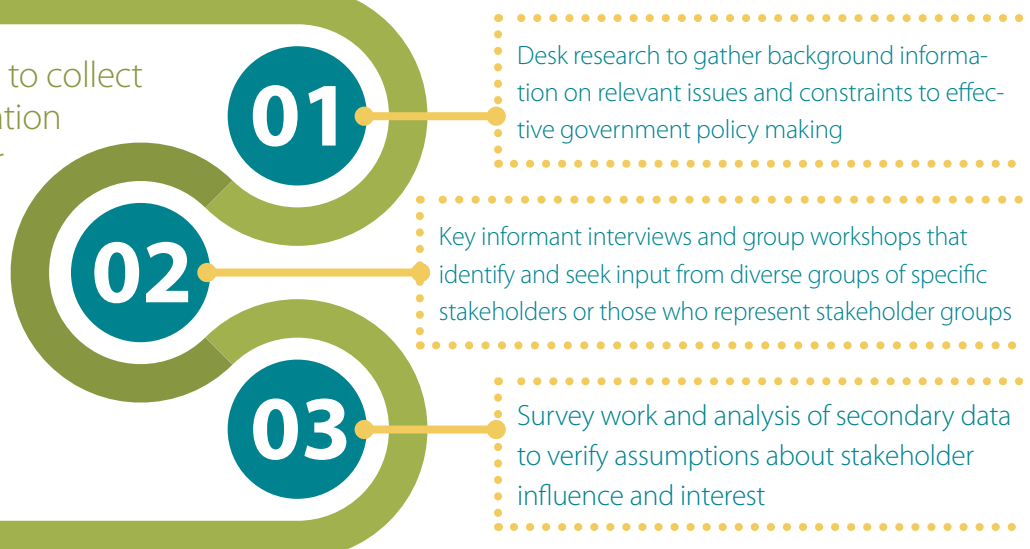 to collect
01
Desk research to gather background informa-
tion on relevant issues and constraints to effec-
tive government policy making
02
Key informant interviews and group workshops that
identify and seek input from diverse groups of specific
stakeholders or those who represent stakeholder groups
03
Survey work and analysis of secondary data
to verify assumptions about stakeholder
influence and interest